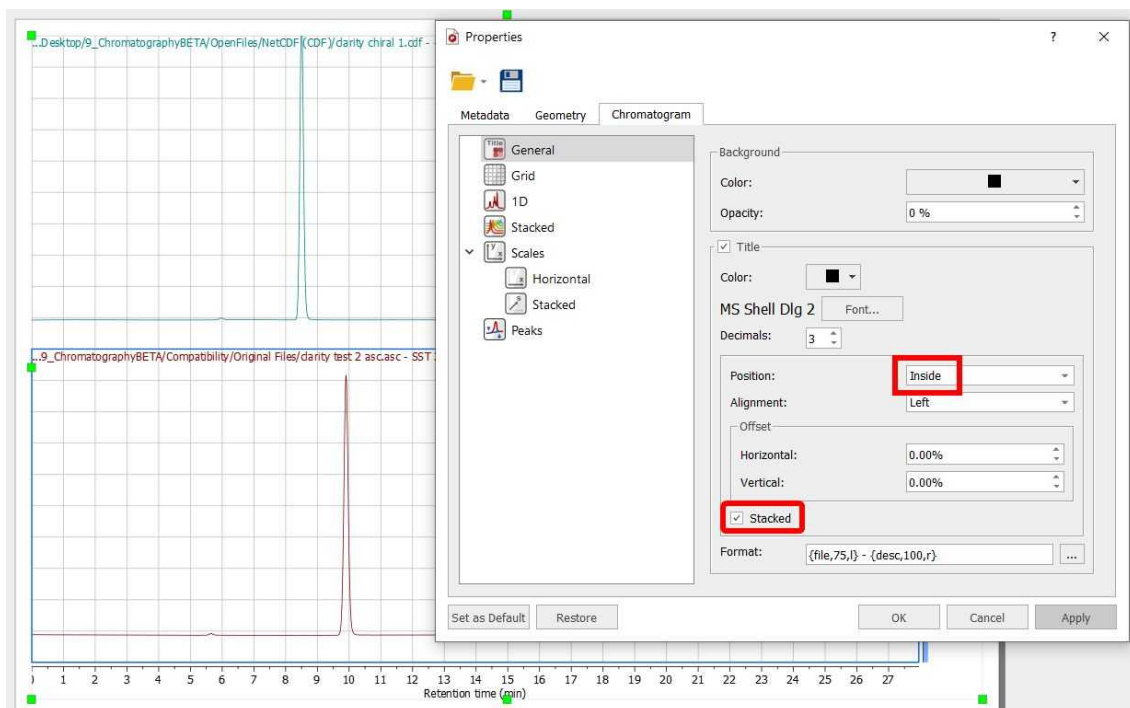 ...Desktop/9_ChromatographyBETA/OpenFiles/NetCDF (CDF)/clarity chiral 1.cdf -
...9_ChromatographyBETA/Compatibility/Original Files/clarity test 2 asc.asc - SST
0 1 2 3 4 5 6 7 8 9 10 11 12 13 14 15 16 17 18 19 20 21 22 23 24 25 26 27
Retention time (min)
Properties
? ×
Metadata Geometry Chromatogram
Title
General
Grid
1D
Stacked
Scales
Horizontal
Stacked
Peaks
Background
Color:
Opacity: 0 %
Title
Color:
MS Shell Dlg 2 Font...
Decimals: 3
Position: Inside
Alignment: Left
Offset
Horizontal: 0.00%
Vertical: 0.00%
Stacked
Format: {file,75,l} - {desc,100,r} ...
Set as Default Restore OK Cancel Apply